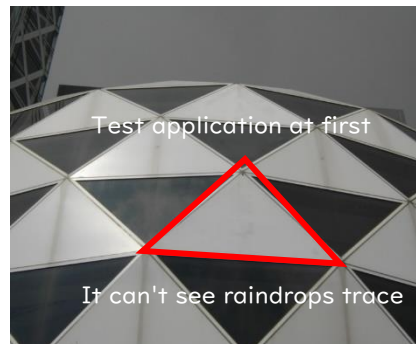 Test application at first
It can't see raindrops trace